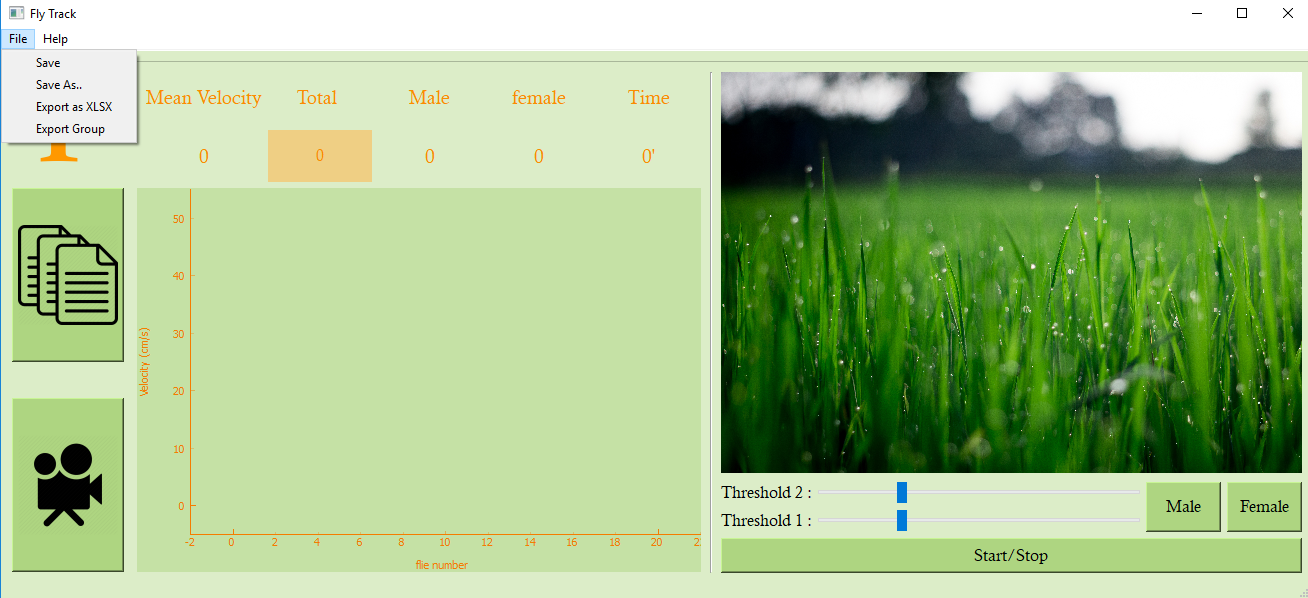 Fly Track
File Help
Save
Save As..
Export as XLSX
Export Group
Mean Velocity Total Male female Time
0 0 0 0 0'
50
40
30
20
10
0
Velocity (cm/s)
-2 0 2 4 6 8 10 12 14 16 18 20
flie number
Threshold 2 :
Threshold 1 :
Male Female
Start/Stop